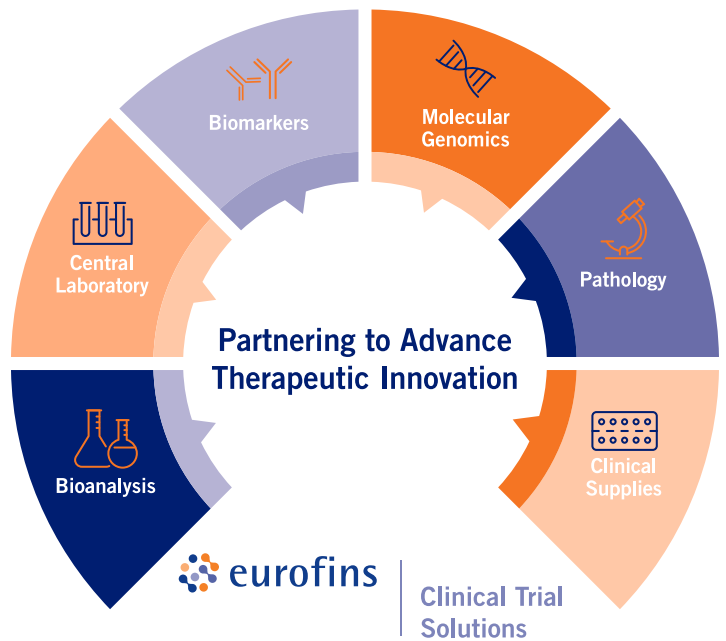 Biomarkers
Molecular
Genomics
Central
Laboratory
Pathology
Partnering to Advance
Therapeutic Innovation
Bioanalysis
Clinical
Supplies
eurofins
Clinical Trial
Solutions